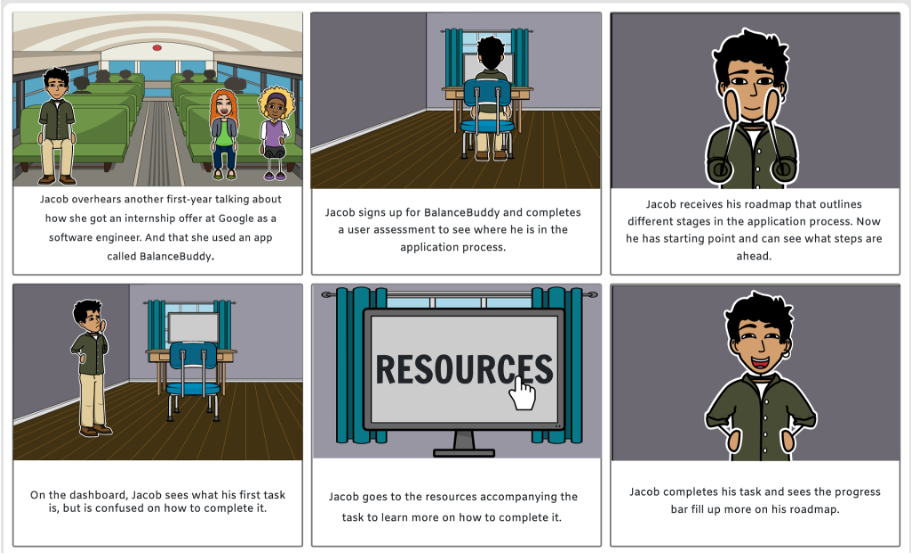 Jacob overhears another first-year talking about
how she got an internship offer at Google as a
software engineer. And that she used an app
called BalanceBuddy.
Jacob signs up for BalanceBuddy and completes
a user assessment to see where he is in the
application process.
Jacob receives his roadmap that outlines
different stages in the application process. Now
he has starting point and can see what steps are
ahead.
On the dashboard, Jacob sees what his first task
is, but is confused on how to complete it.
RESOURCES
Jacob goes to the resources accompanying the
task to learn more on how to complete it.
Jacob completes his task and sees the progress
bar fill up more on his roadmap.